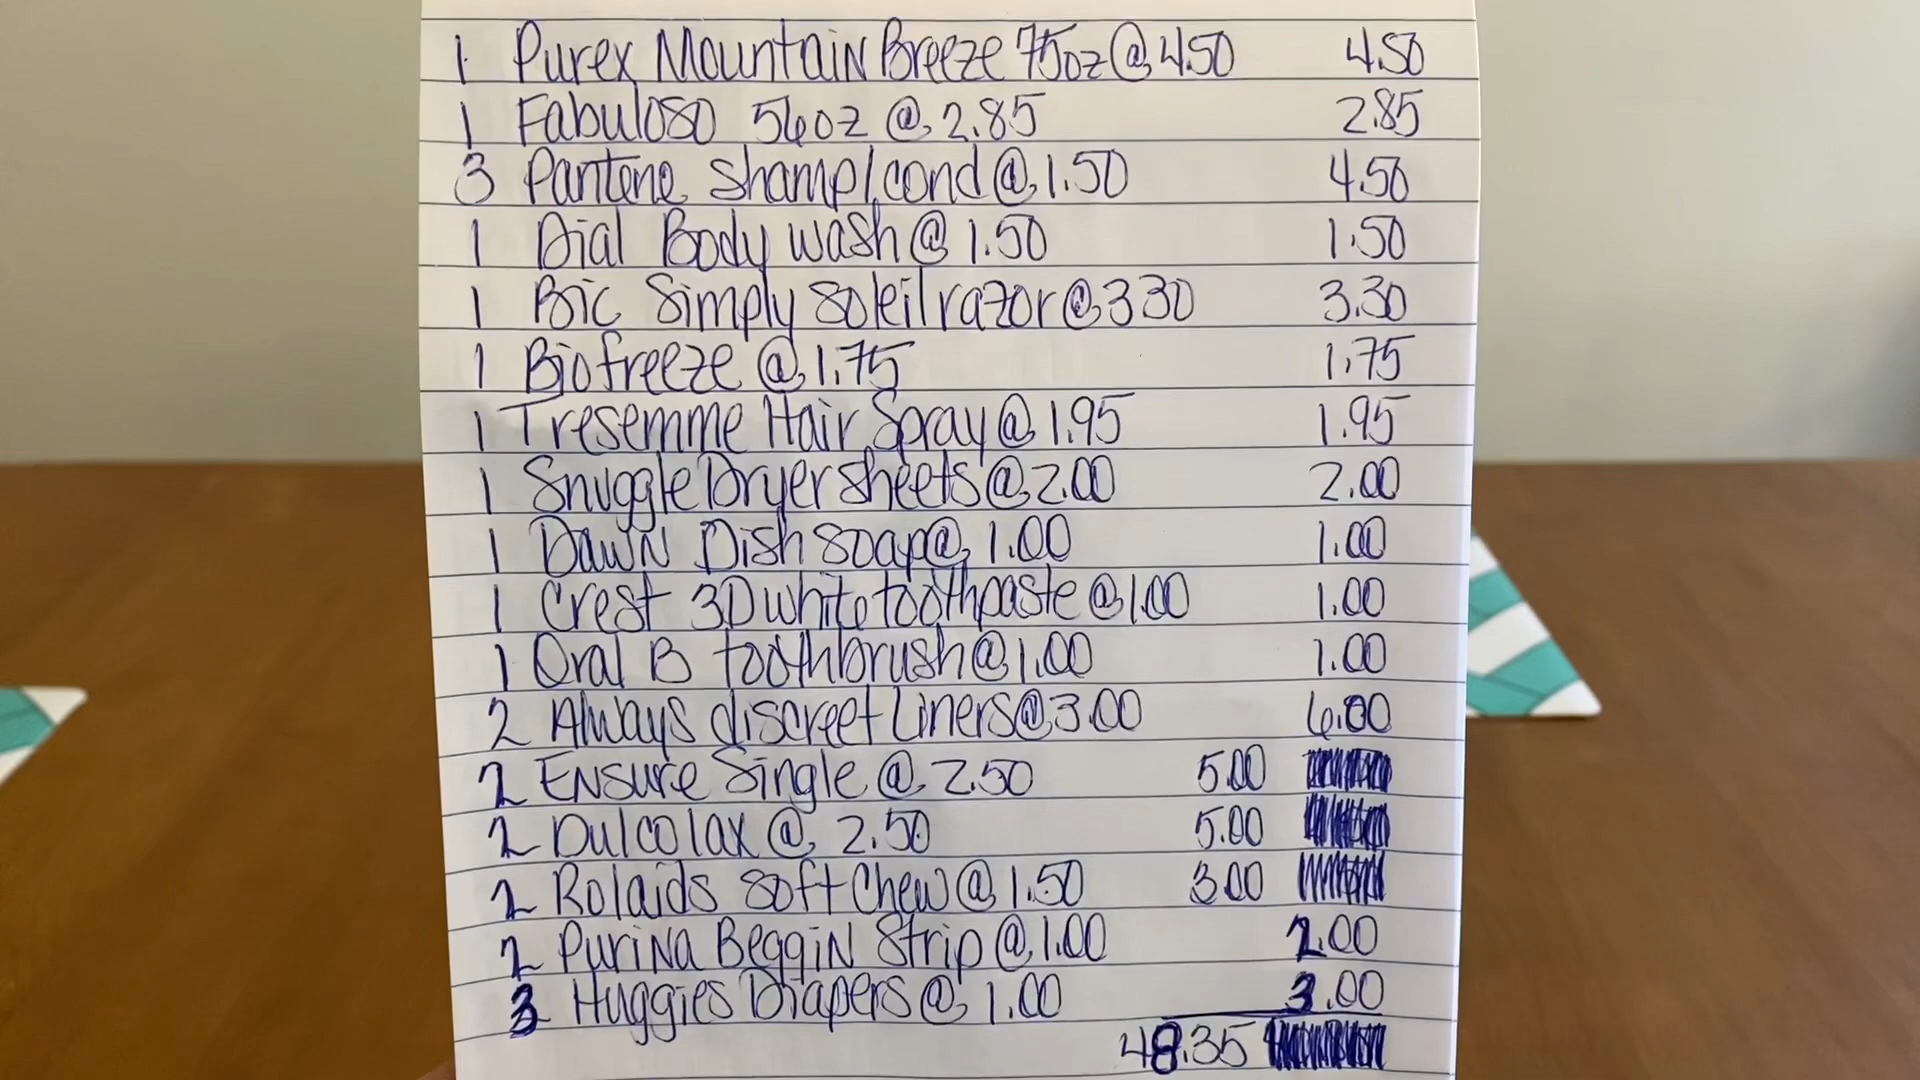 1 Purex Mountain Breeze 75oz @ 4.50 4.50
1 Fabuloso 56oz @ 2.85 2.85
3 Pantene shamp/cond @ 1.50 4.50
1 Dial Body wash @ 1.50 1.50
1 Bic Simply Soleil razor @ 3.30 3.30
1 Biofreeze @ 1.75 1.75
1 Tresemme Hair Spray @ 1.95 1.95
1 Snuggle Dryer sheets @ 2.00 2.00
1 Dawn Dish Soap @ 1.00 1.00
1 Crest 3D white toothpaste @ 1.00 1.00
1 Oral B toothbrush @ 1.00 1.00
2 Always discreet Liners @ 3.00 6.00
2 Ensure Single @ 2.50 5.00
2 Dulcolax @ 2.50 5.00
2 Rolaids Soft Chew @ 1.50 3.00
2 Purina Beggin Strip @ 1.00 2.00
3 Huggies Diapers @ 1.00 3.00
48.35